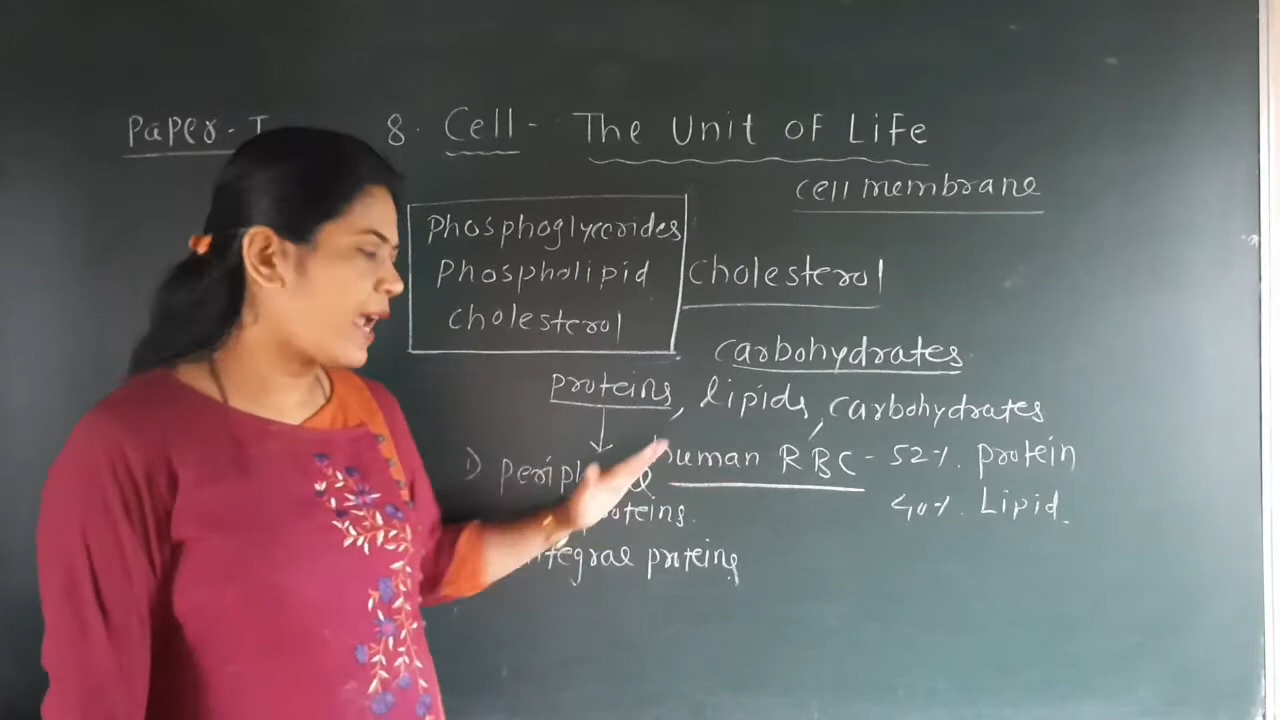 Paper - I 8. Cell - The Unit of Life
cell membrane
Phosphoglycerides
Phospholipid Cholesterol
cholesterol
carbohydrates
proteins, lipids, carbohydrates
1) peripheral human RBC - 52%. protein
proteins. 40%. Lipid.
integral proteins